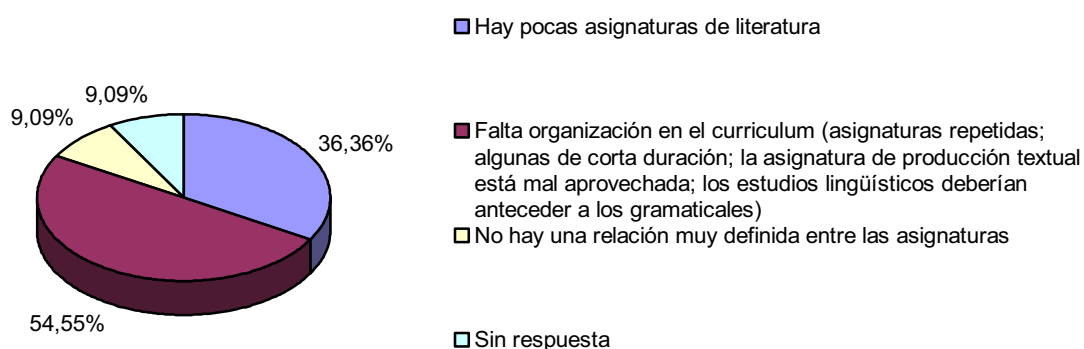 Hay pocas asignaturas de literatura
9,09%
9,09%
36,36%
Falta organización en el curriculum (asignaturas repetidas;
algunas de corta duración; la asignatura de producción textual
está mal aprovechada; los estudios lingüísticos deberían
anteceder a los gramaticales)
No hay una relación muy definida entre las asignaturas
54,55%
Sin respuesta